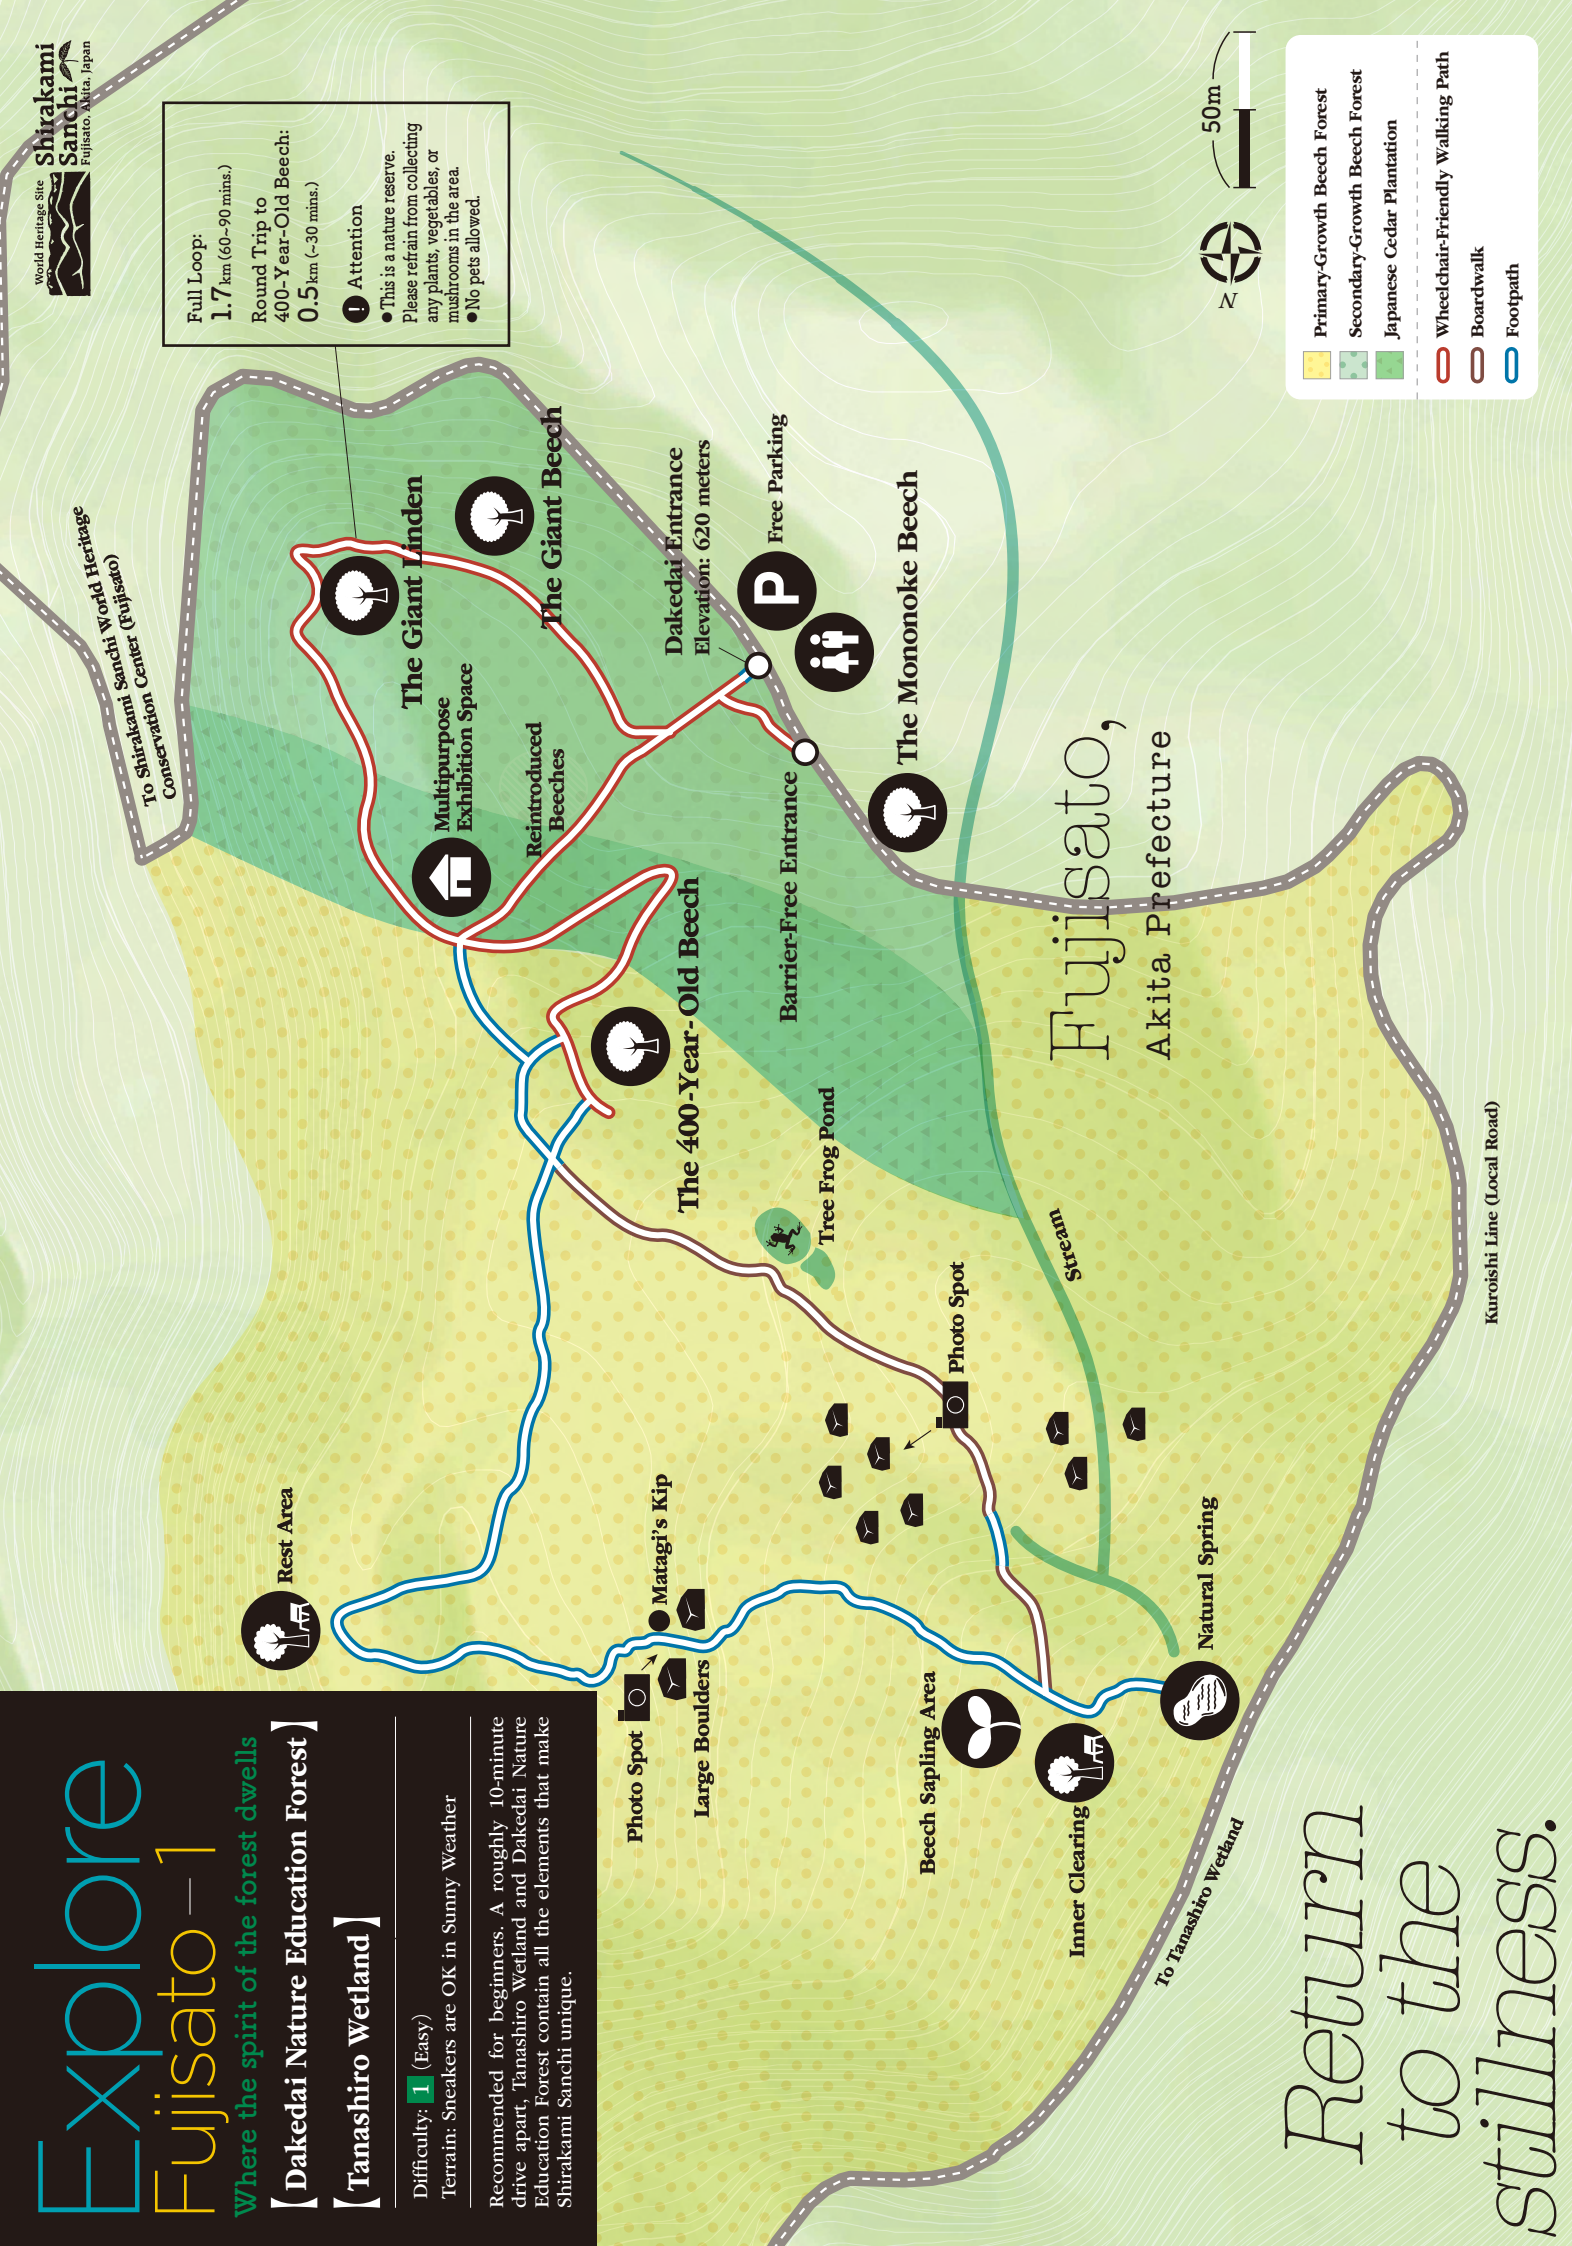 Explore
Fujisato—1
Where the spirit of the forest dwells
【Dakedai Nature Education Forest】
【Tanashiro Wetland】
Difficulty: 1 (Easy)
Terrain: Sneakers are OK in Sunny Weather
Recommended for beginners. A roughly 10-minute
drive apart, Tanashiro Wetland and Dakedai Nature
Education Forest contain all the elements that make
Shirakami Sanchi unique.
World Heritage Site
Shirakami
Sanchi
Fujisato, Akita, Japan
To Shirakami Sanchi World Heritage
Conservation Center (Fujisato)
Full Loop:
1.7km (60~90 mins.)
Round Trip to
400-Year-Old Beech:
0.5km (~30 mins.)
! Attention
●This is a nature reserve.
Please refrain from collecting
any plants, vegetables, or
mushrooms in the area.
●No pets allowed.
Rest Area
The Giant Linden
The Giant Beech
Multipurpose
Exhibition Space
Reintroduced
Beeches
Dakedai Entrance
Elevation: 620 meters
P
Free Parking
Barrier-Free Entrance
The Mononoke Beech
The 400-Year-Old Beech
Tree Frog Pond
Matagi's Kip
Photo Spot
Large Boulders
Photo Spot
Stream
Beech Sapling Area
Inner Clearing
Natural Spring
To Tanashiro Wetland
Fujisato,
Akita Prefecture
Kuroishi Line (Local Road)
N
50m
Primary-Growth Beech Forest
Secondary-Growth Beech Forest
Japanese Cedar Plantation
Wheelchair-Friendly Walking Path
Boardwalk
Footpath
Return
to the
stillness.